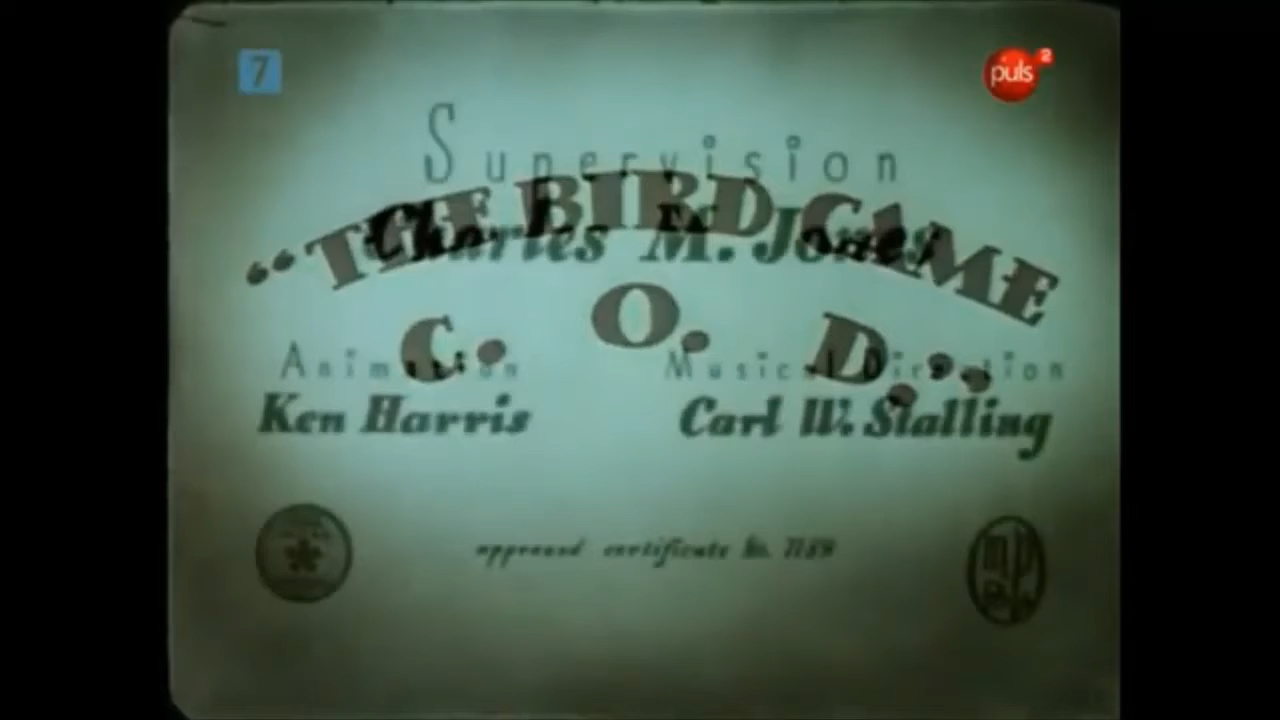 7
puls 2
Supervision
"THE BIRD CAME
Charles M. Jones
C. O. D."
Animation
Musical Direction
Ken Harris
Carl W. Stalling
approved certificate No. 7189